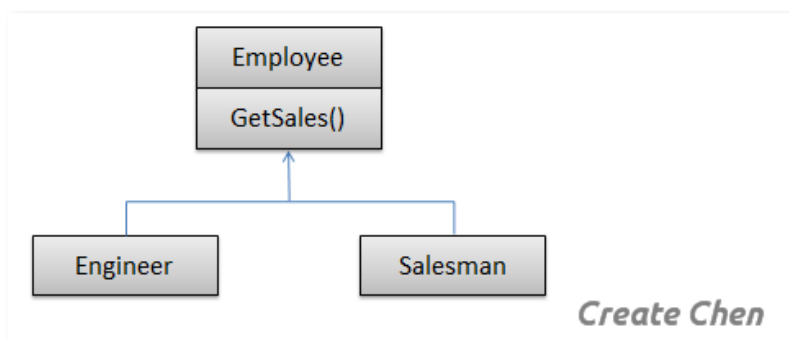 Employee
GetSales()
Engineer
Salesman
Create Chen